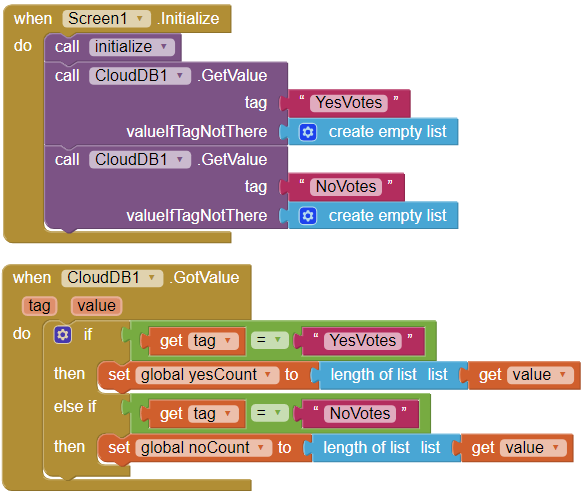 when Screen1 .Initialize
do call initialize
call CloudDB1 .GetValue
tag “ YesVotes ”
valueIfTagNotThere create empty list
call CloudDB1 .GetValue
tag “ NoVotes ”
valueIfTagNotThere create empty list
when CloudDB1 .GotValue
tag value
do if get tag = “ YesVotes ”
then set global yesCount to length of list list get value
else if get tag = “ NoVotes ”
then set global noCount to length of list list get value